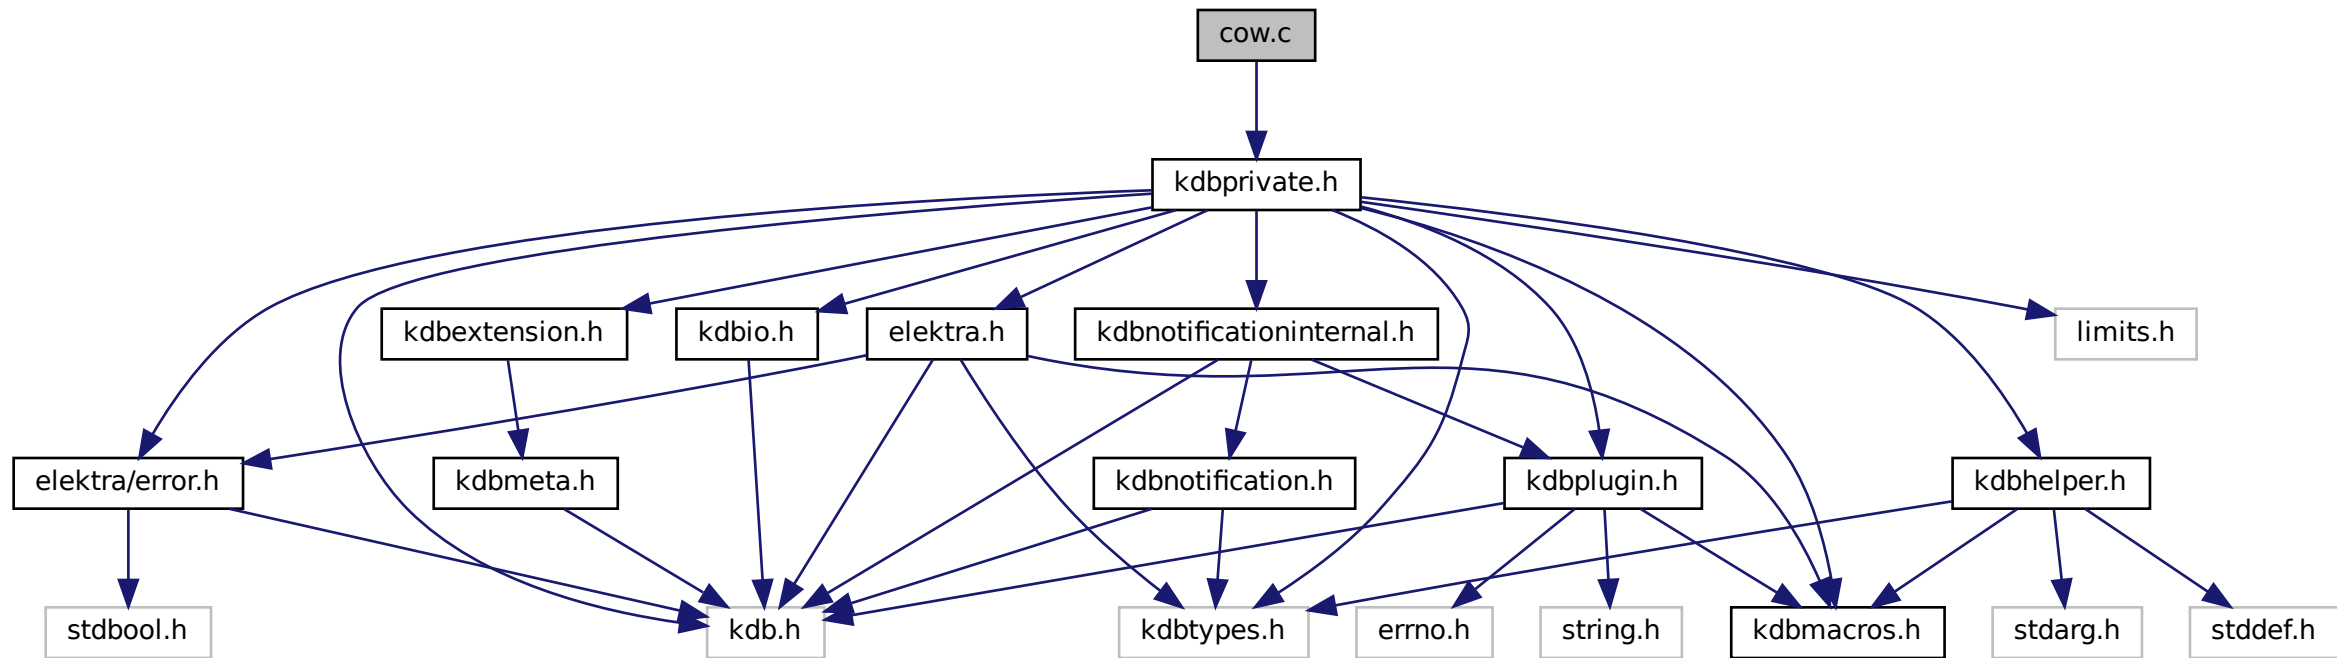 cow.c
kdbprivate.h
kdbextension.h
kdbio.h
elektra.h
kdbnotificationinternal.h
limits.h
elektra/error.h
kdbmeta.h
kdbnotification.h
kdbplugin.h
kdbhelper.h
stdbool.h
kdb.h
kdbtypes.h
errno.h
string.h
kdbmacros.h
stdarg.h
stddef.h